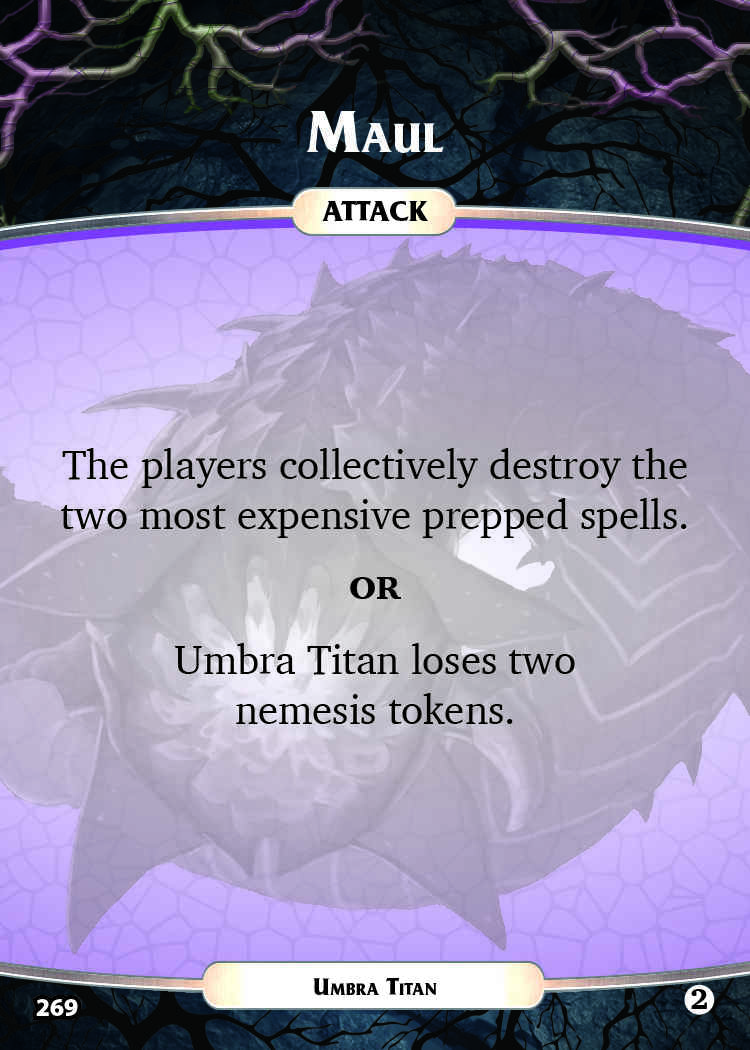 Maul
ATTACK
The players collectively destroy the
two most expensive prepped spells.
OR
Umbra Titan loses two
nemesis tokens.
Umbra Titan
269
2